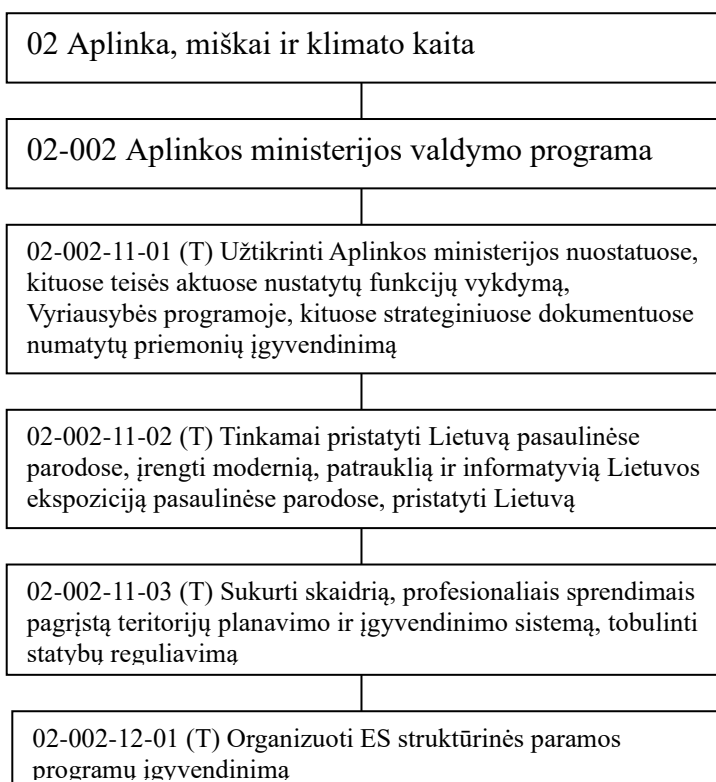 02 Aplinka, miškai ir klimato kaita
02-002 Aplinkos ministerijos valdymo programa
02-002-11-01 (T) Užtikrinti Aplinkos ministerijos nuostatuose,
kituose teisės aktuose nustatytų funkcijų vykdymą,
Vyriausybės programoje, kituose strateginiuose dokumentuose
numatytų priemonių įgyvendinimą
02-002-11-02 (T) Tinkamai pristatyti Lietuvą pasaulinėse
parodose, įrengti modernią, patrauklią ir informatyvią Lietuvos
ekspoziciją pasaulinėse parodose, pristatyti Lietuvą
02-002-11-03 (T) Sukurti skaidrią, profesionaliais sprendimais
pagrįstą teritorijų planavimo ir įgyvendinimo sistemą, tobulinti
statybų reguliavimą
02-002-12-01 (T) Organizuoti ES struktūrinės paramos
programų įgyvendinimą